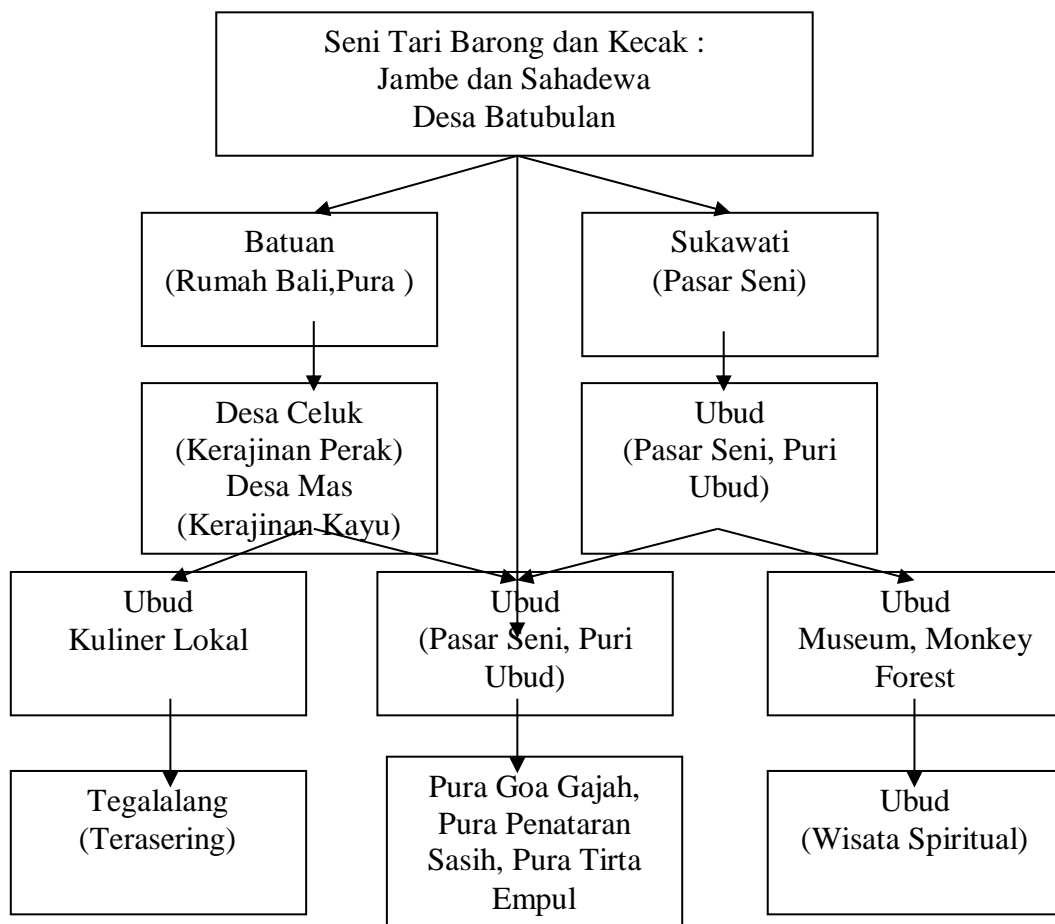 Seni Tari Barong dan Kecak :
Jambe dan Sahadewa
Desa Batubulan
Batuan
(Rumah Bali,Pura )
Sukawati
(Pasar Seni)
Desa Celuk
(Kerajinan Perak)
Desa Mas
(Kerajinan Kayu)
Ubud
(Pasar Seni, Puri
Ubud)
Ubud
Kuliner Lokal
Ubud
(Pasar Seni, Puri
Ubud)
Ubud
Museum, Monkey
Forest
Tegalalang
(Terasering)
Pura Goa Gajah,
Pura Penataran
Sasih, Pura Tirta
Empul
Ubud
(Wisata Spiritual)